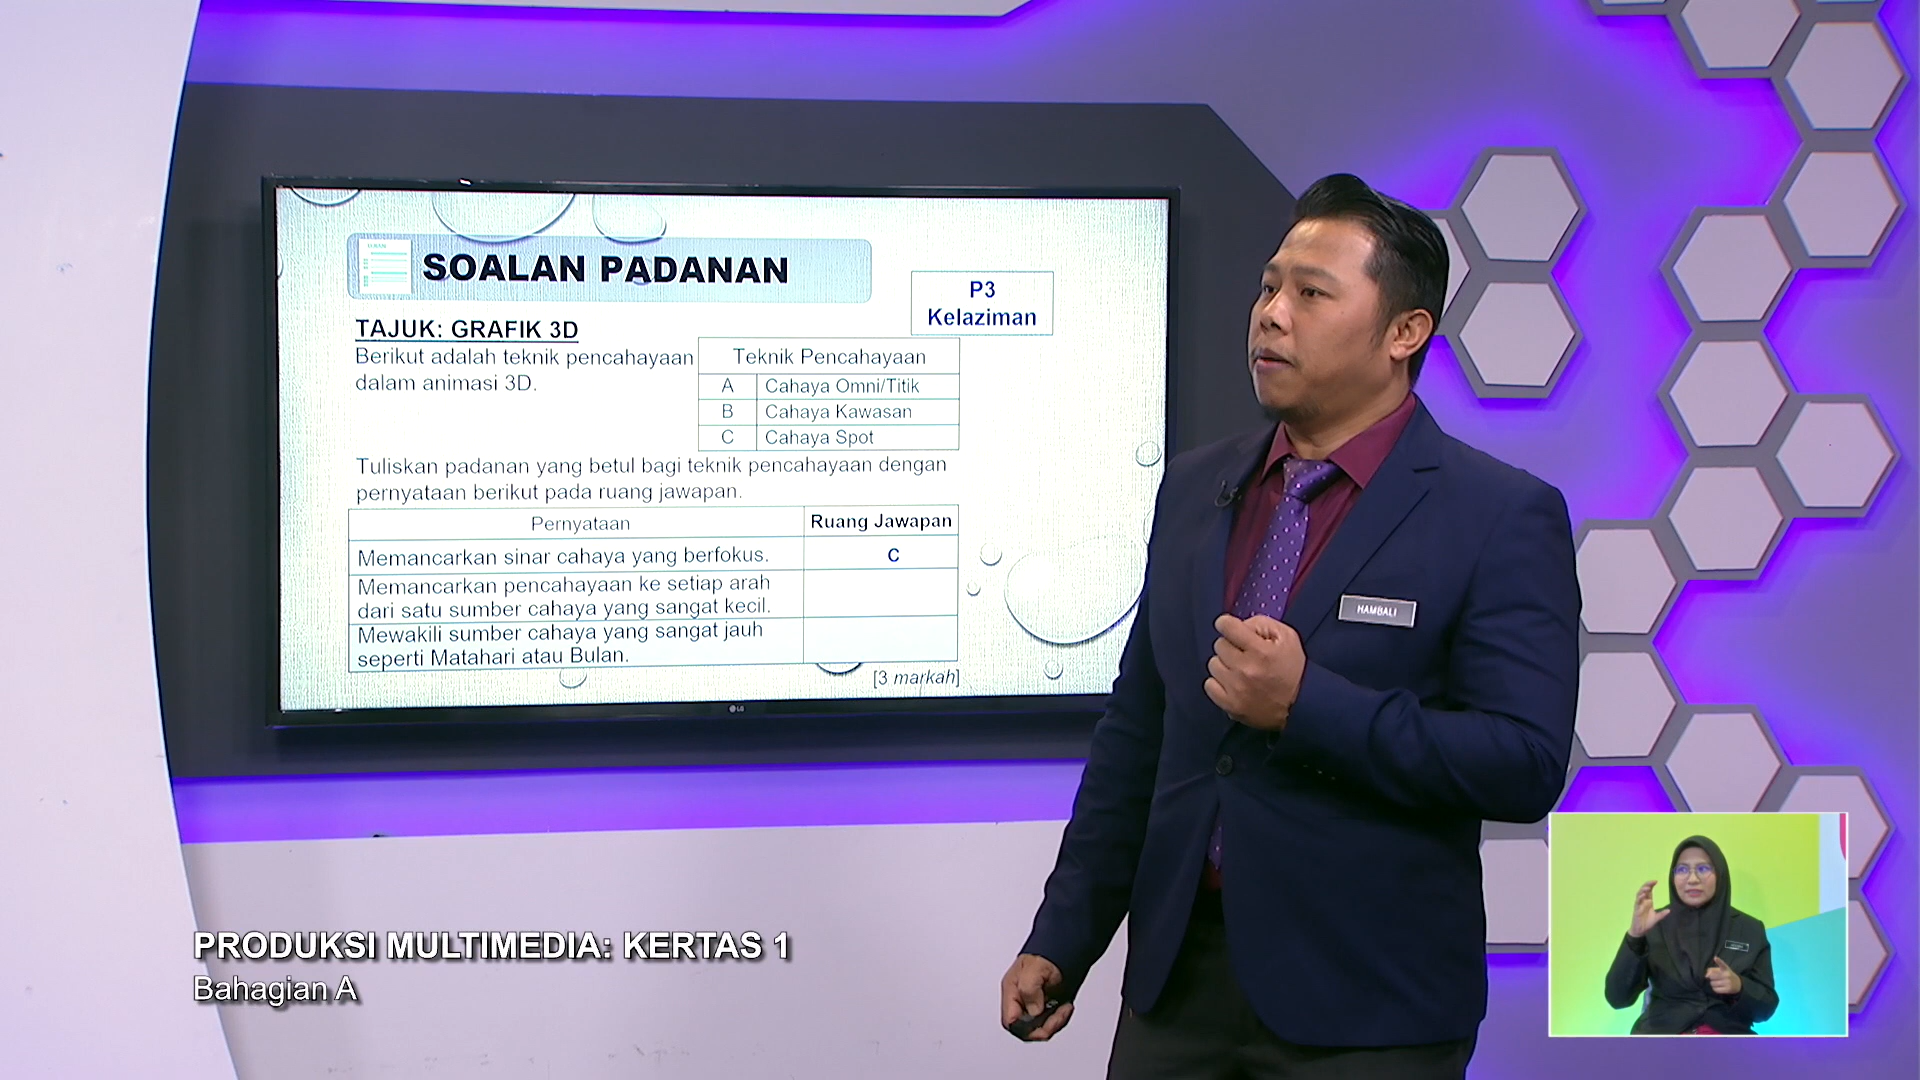 SOALAN PADANAN
P3
Kelaziman
TAJUK: GRAFIK 3D
Berikut adalah teknik pencahayaan
dalam animasi 3D.
Teknik Pencahayaan
A Cahaya Omni/Titik
B Cahaya Kawasan
C Cahaya Spot
Tuliskan padanan yang betul bagi teknik pencahayaan dengan
pernyataan berikut pada ruang jawapan.
Pernyataan Ruang Jawapan
Memancarkan sinar cahaya yang berfokus. C
Memancarkan pencahayaan ke setiap arah
dari satu sumber cahaya yang sangat kecil.
Mewakili sumber cahaya yang sangat jauh
seperti Matahari atau Bulan.
[3 markah]
LG
HAMBALI
PRODUKSI MULTIMEDIA: KERTAS 1
Bahagian A